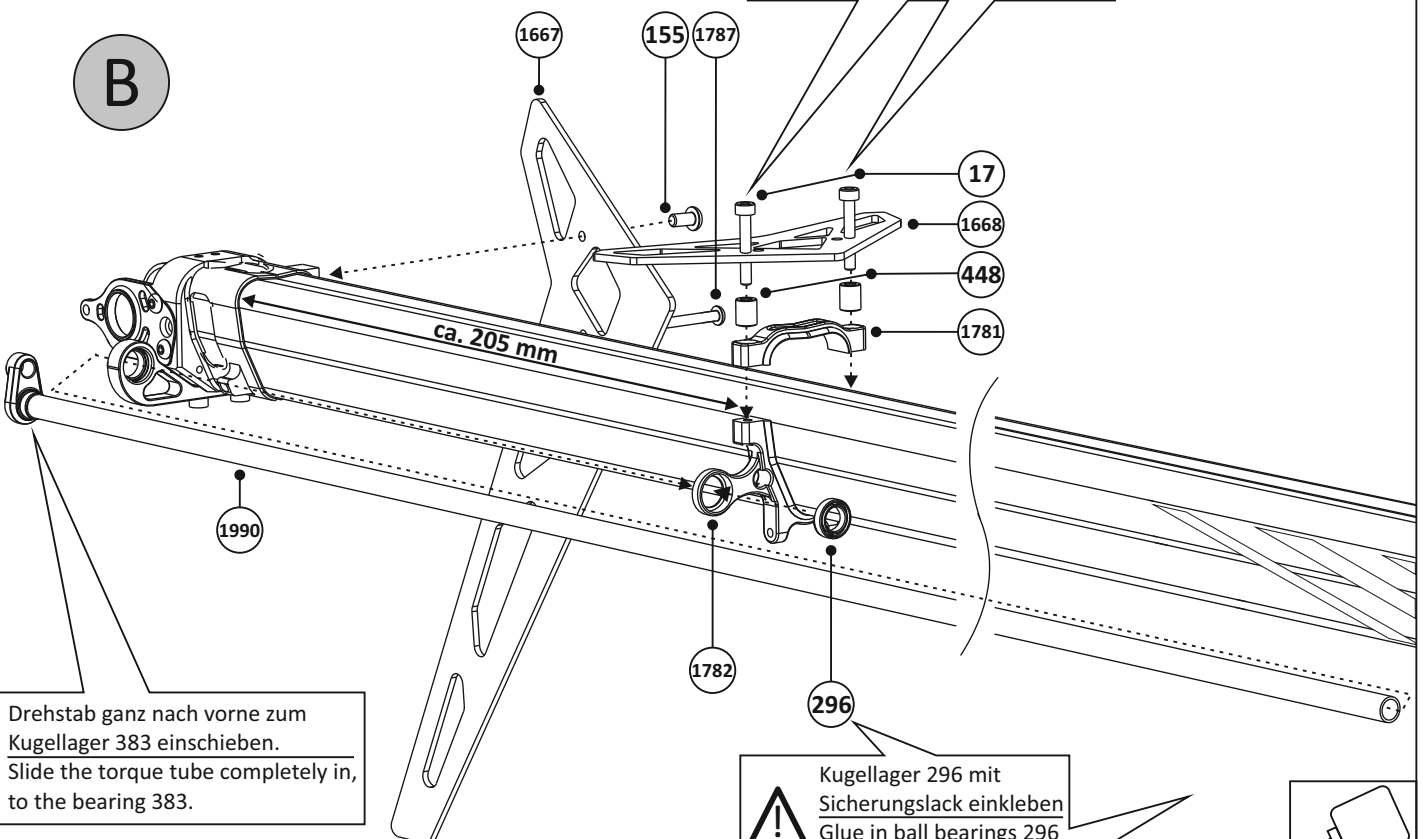 B
1667
155
1787
17
1668
448
1781
ca. 205 mm
1990
1782
296
Drehstab ganz nach vorne zum
Kugellager 383 einschieben.
Slide the torque tube completely in,
to the bearing 383.
Kugellager 296 mit
Sicherungslack einkleben
Glue in ball bearings 296